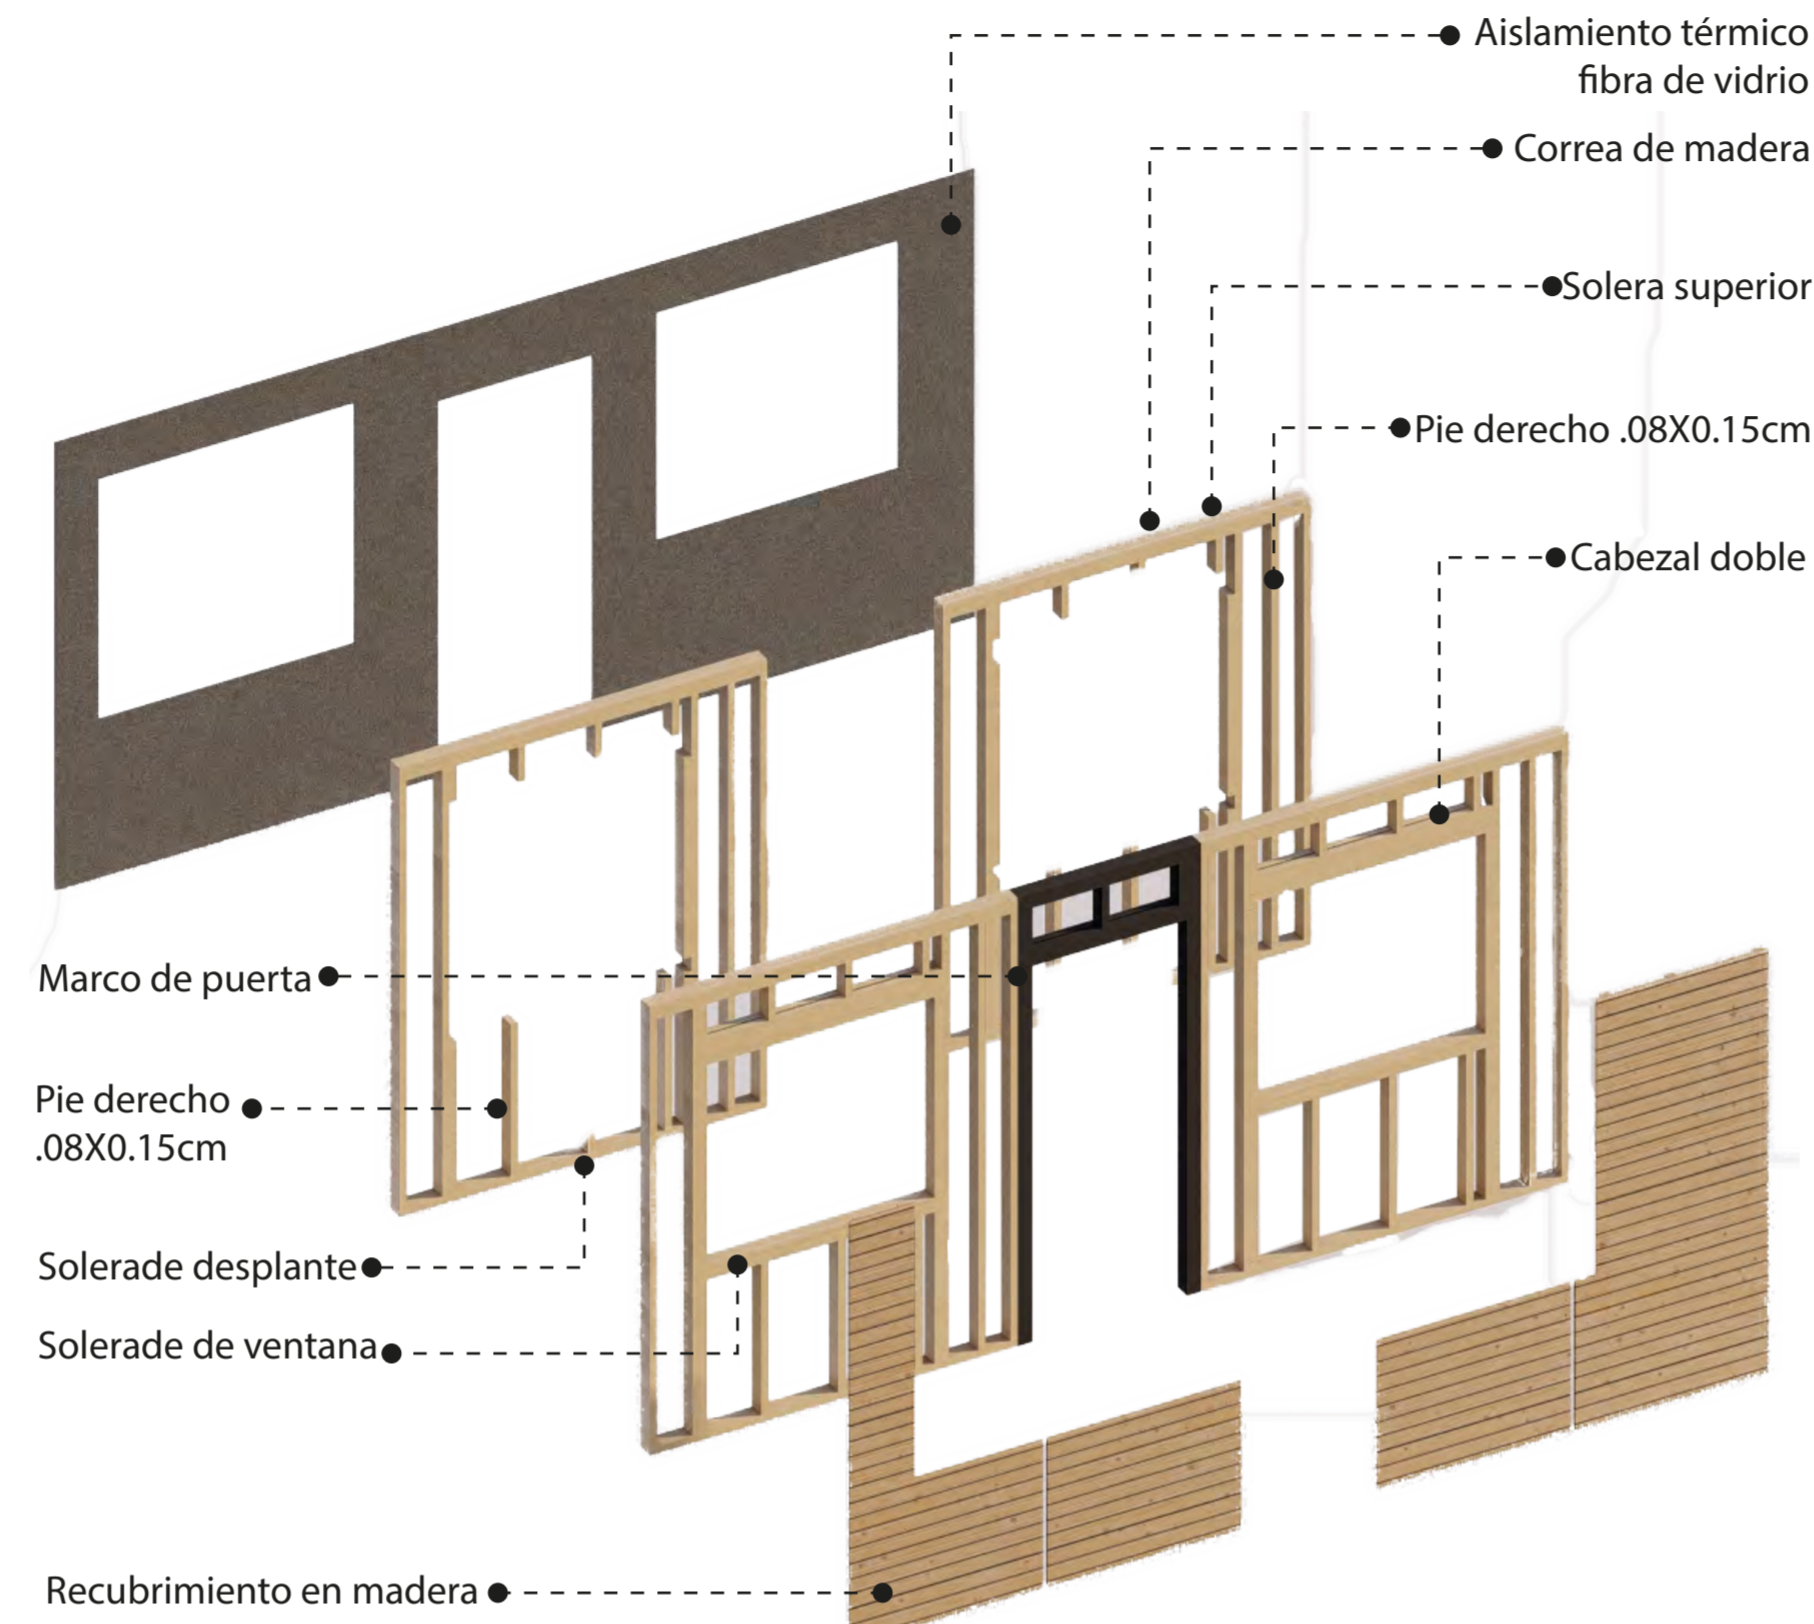 Aislamiento térmico
fibra de vidrio
Correa de madera
Solera superior
Pie derecho .08X0.15cm
Cabezal doble
Marco de puerta
Pie derecho
.08X0.15cm
Solerade desplante
Solerade de ventana
Recubrimiento en madera